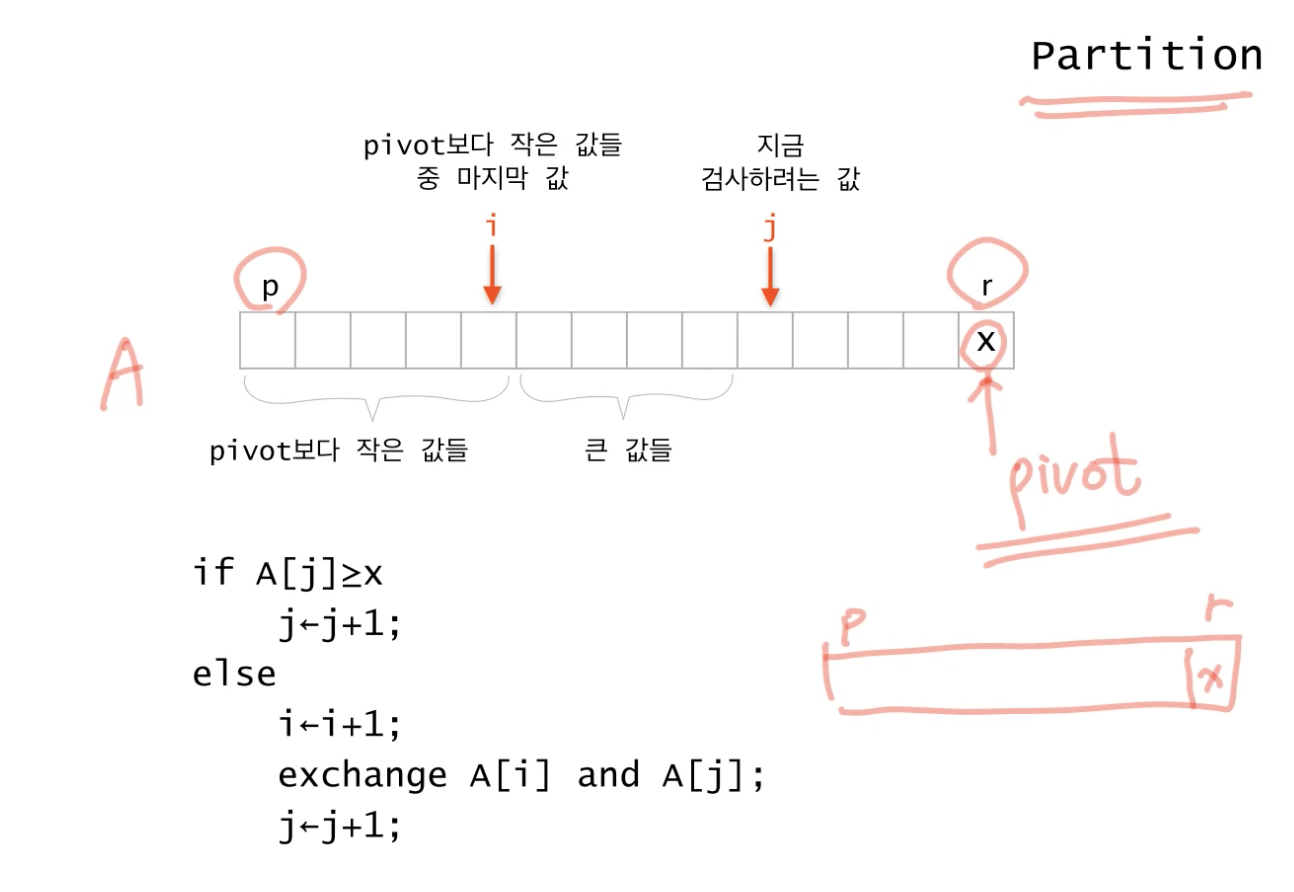 Partition
pivot보다 작은 값들
중 마지막 값
지금
검사하려는 값
i
j
p
r
x
A
pivot보다 작은 값들
큰 값들
pivot
if A[j]≥x
j←j+1;
else
i←i+1;
exchange A[i] and A[j];
j←j+1;
p
r
x